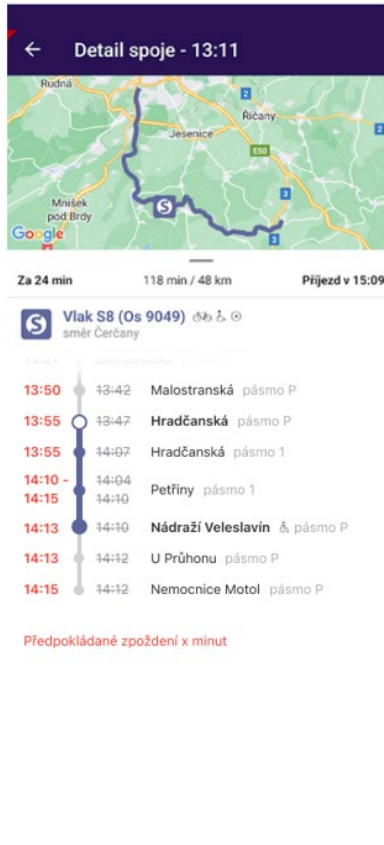 Detail spoje - 13:11
Rudná
2
Říčany
Jesenice
E50
3
Mníšek
pod Brdy
S
3
3
Google
Za 24 min 118 min / 48 km Příjezd v 15:09
S Vlak S8 (Os 9049)
směr Čerčany
13:50 13:42 Malostranská pásmo P
13:55 13:47 Hradčanská pásmo P
13:55 14:07 Hradčanská pásmo 1
14:10 - 14:04
Petřiny pásmo 1
14:15 14:10
14:13 14:10 Nádraží Veleslavín pásmo P
14:13 14:12 U Průhonu pásmo P
14:15 14:12 Nemocnice Motol pásmo P
Předpokládané zpoždění x minut